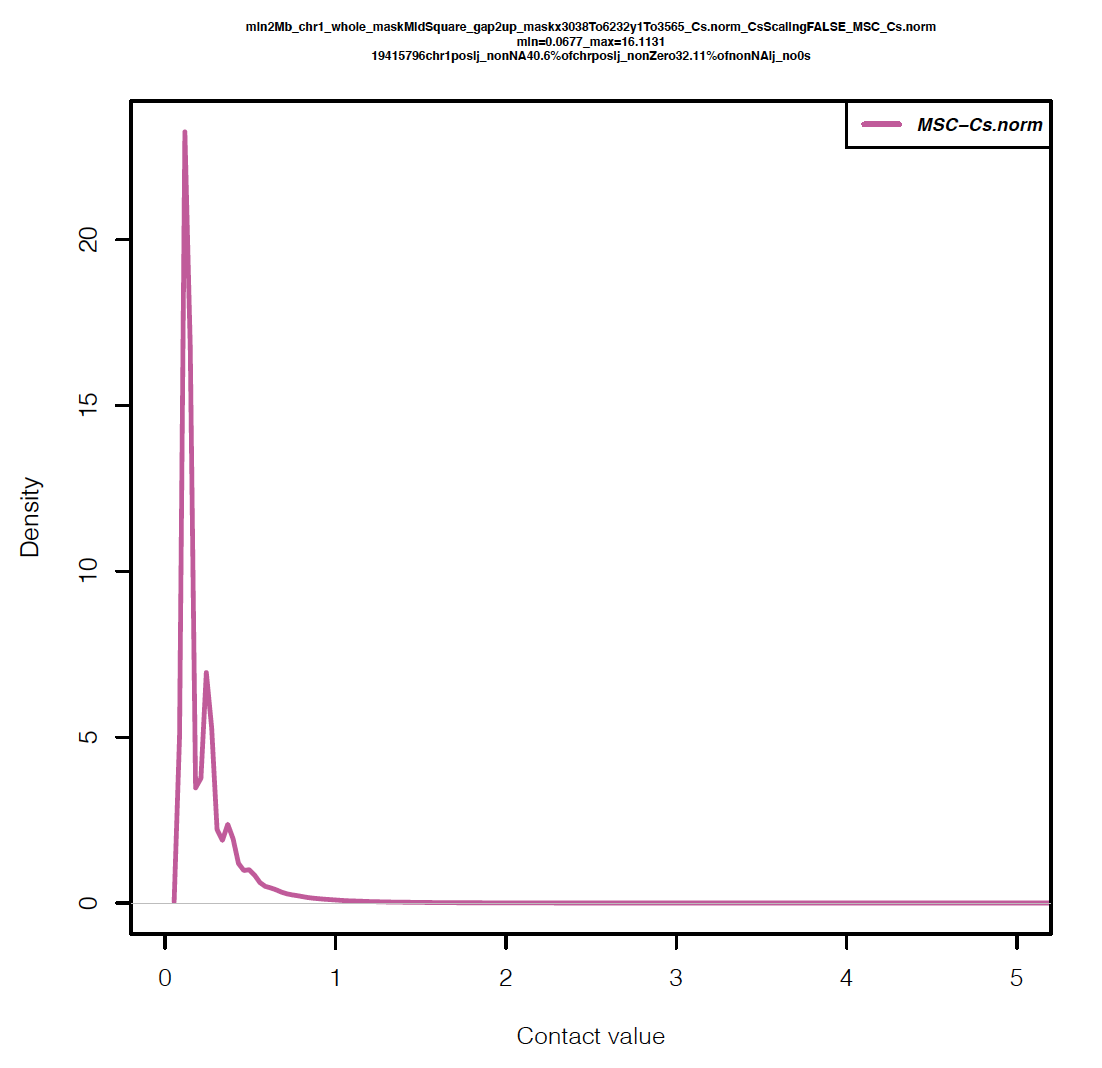 min2Mb_chr1_whole_maskMidSquare_gap2up_maskx3038To6232y1To3565_Cs.norm_CsScalingFALSE_MSC_Cs.norm
min=0.0677_max=16.1131
19415796chr1posIj_nonNA40.6%ofchrposIj_nonZero32.11%ofnonNAIj_no0s
MSC−Cs.norm
20
15
10
5
0
Density
0 1 2 3 4 5
Contact value